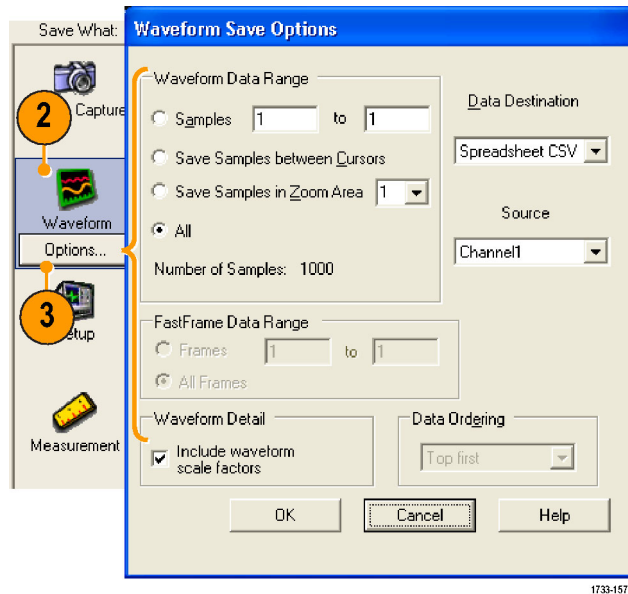 Save What:
Capture
2
Waveform
Options...
3
etup
Measurement
Waveform Save Options
Waveform Data Range
Samples 1 to 1
Save Samples between Cursors
Save Samples in Zoom Area 1
All
Number of Samples: 1000
Data Destination
Spreadsheet CSV
Source
Channel1
FastFrame Data Range
Frames 1 to 1
All Frames
Waveform Detail
Include waveform
scale factors
Data Ordering
Top first
OK Cancel Help
1733-157